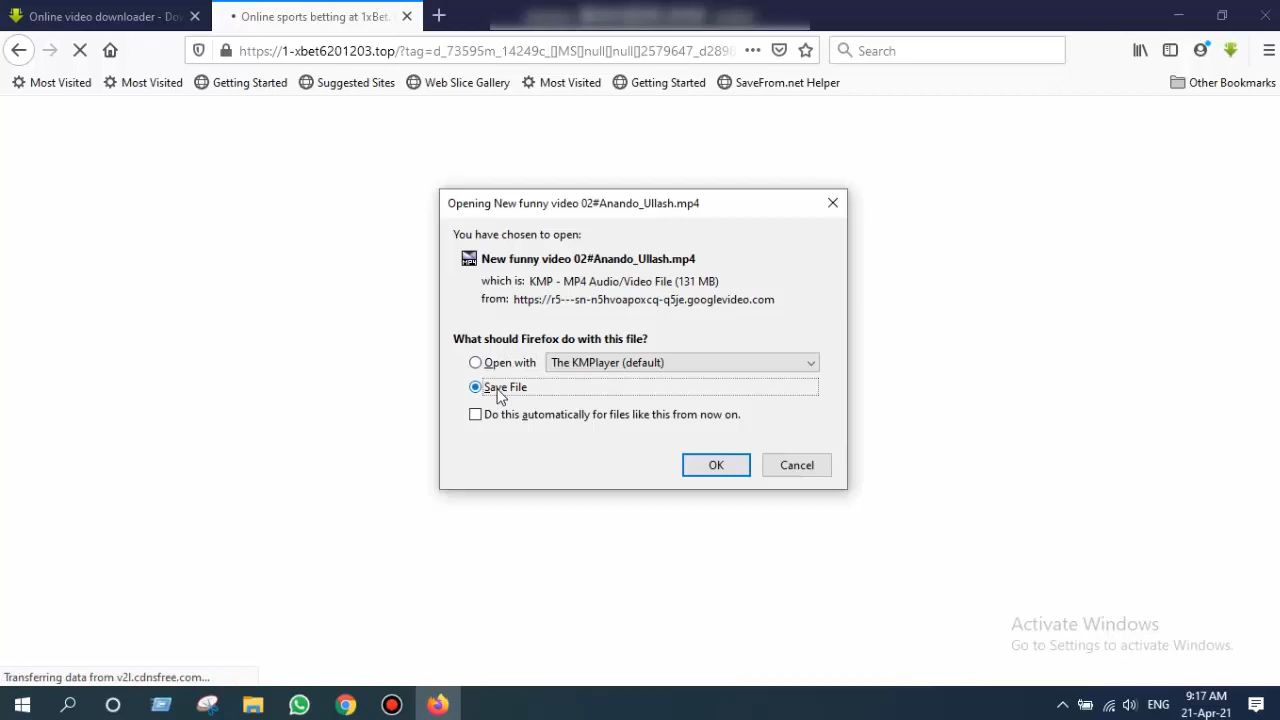 Online video downloader - Dow
Online sports betting at 1xBet.
https://1-xbet6201203.top/?tag=d_73595m_14249c_[]MS[]null[]null[]2579647_d2898
Search
Most Visited
Most Visited
Getting Started
Suggested Sites
Web Slice Gallery
Most Visited
Getting Started
SaveFrom.net Helper
Other Bookmarks
Opening New funny video 02#Anando_Ullash.mp4
You have chosen to open:
MP4
New funny video 02#Anando_Ullash.mp4
which is: KMP - MP4 Audio/Video File (131 MB)
from: https://r5---sn-n5hvoapoxcq-q5je.googlevideo.com
What should Firefox do with this file?
Open with
The KMPlayer (default)
Save File
Do this automatically for files like this from now on.
OK
Cancel
Activate Windows
Go to Settings to activate Windows.
Transferring data from v2l.cdnsfree.com...
ENG
9:17 AM
21-Apr-21